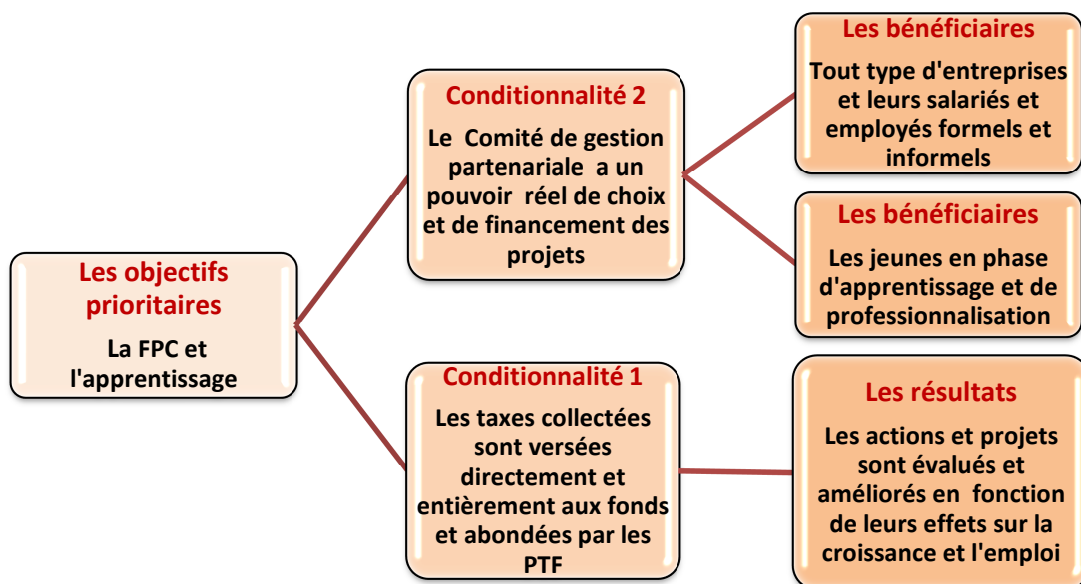 Les objectifs
prioritaires
La FPC et
l'apprentissage
Conditionnalité 2
Le Comité de gestion
partenariale a un
pouvoir réel de choix
et de financement des
projets
Les bénéficiaires
Tout type d'entreprises
et leurs salariés et
employés formels et
informels
Les bénéficiaires
Les jeunes en phase
d'apprentissage et de
professionnalisation
Conditionnalité 1
Les taxes collectées
sont versées
directement et
entièrement aux fonds
et abondées par les
PTF
Les résultats
Les actions et projets
sont évalués et
améliorés en fonction
de leurs effets sur la
croissance et l'emploi